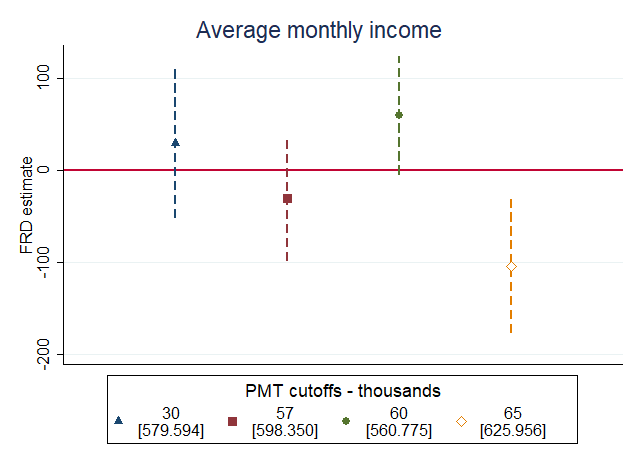 Average monthly income
FRD estimate
100
0
-100
-200
PMT cutoffs - thousands
30 57 60 65
[579.594] [598.350] [560.775] [625.956]